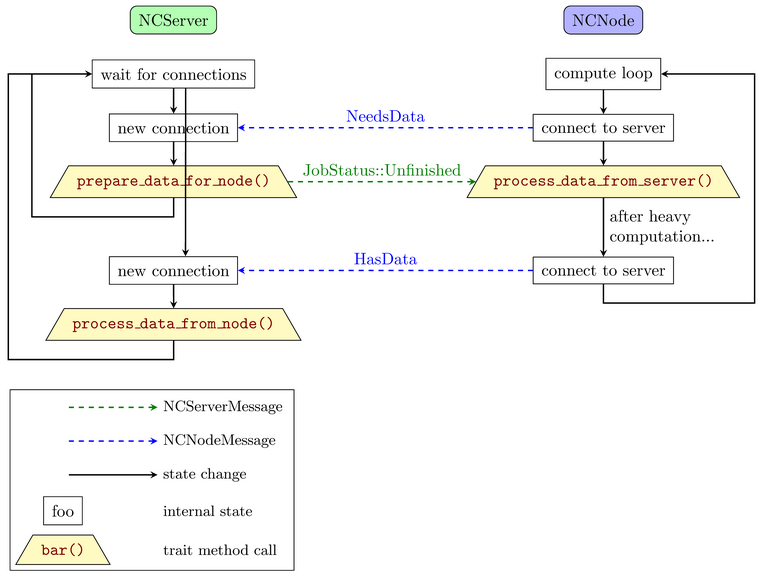 NCServer
NCNode
wait for connections
compute loop
new connection
NeedsData
connect to server
prepare_data_for_node()
JobStatus::Unfinished
process_data_from_server()
after heavy
computation...
new connection
HasData
connect to server
process_data_from_node()
NCServerMessage
NCNodeMessage
state change
foo
internal state
bar()
trait method call